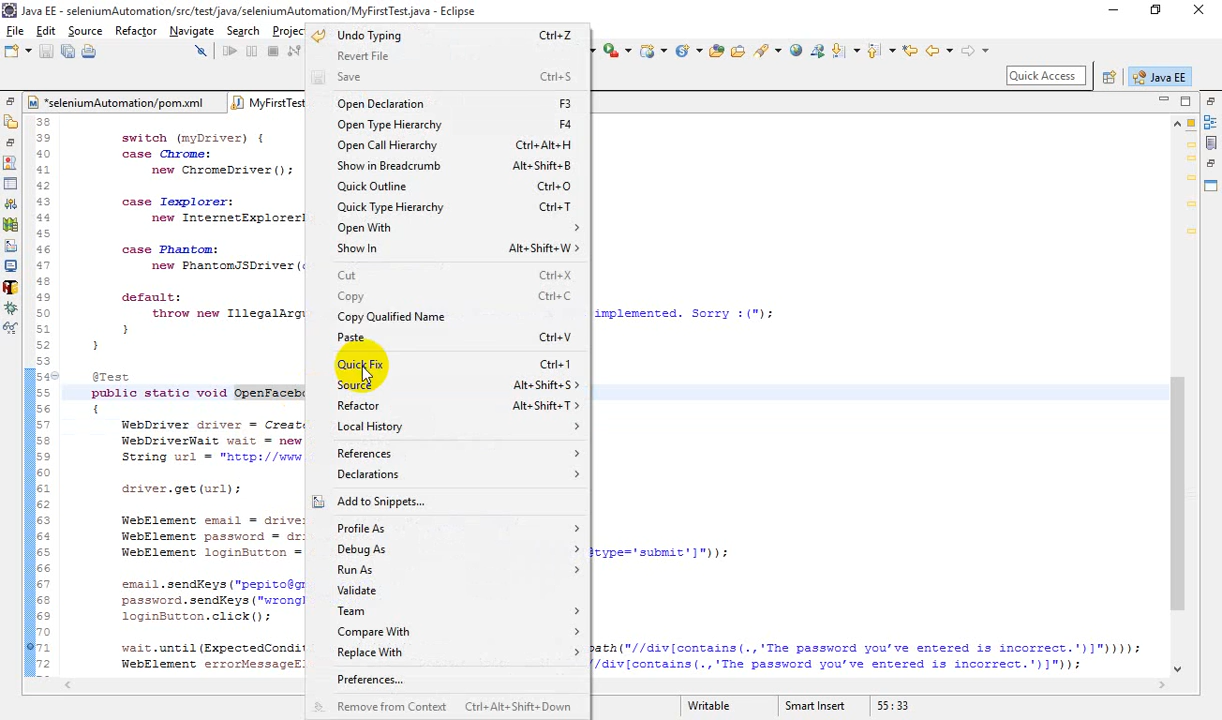 Java EE - seleniumAutomation/src/test/java/seleniumAutomation/MyFirstTest.java - Eclipse
File Edit Source Refactor Navigate Search Projec
Quick Access Java EE
*seleniumAutomation/pom.xml MyFirstTest
38
39 switch (myDriver) {
40 case Chrome:
41 new ChromeDriver();
42
43 case Iexplorer:
44 new InternetExplorer
45
46 case Phantom:
47 new PhantomJSDriver(
48
49 default:
50 throw new IllegalArgu implemented. Sorry :(");
51 }
52 }
53
54 @Test
55 public static void OpenFacebo
56 {
57 WebDriver driver = Creat
58 WebDriverWait wait = new
59 String url = "http://www.
60
61 driver.get(url);
62
63 WebElement email = driver
64 WebElement password = dri
65 WebElement loginButton = @type='submit']"));
66
67 email.sendKeys("pepito@gm
68 password.sendKeys("wrong
69 loginButton.click();
70
71 wait.until(ExpectedCondit path("//div[contains(.,'The password you've entered is incorrect.')]"))));
72 WebElement errorMessageEl //div[contains(.,'The password you've entered is incorrect.')]"));
Undo Typing Ctrl+Z
Revert File
Save Ctrl+S
Open Declaration F3
Open Type Hierarchy F4
Open Call Hierarchy Ctrl+Alt+H
Show in Breadcrumb Alt+Shift+B
Quick Outline Ctrl+O
Quick Type Hierarchy Ctrl+T
Open With
Show In Alt+Shift+W
Cut Ctrl+X
Copy Ctrl+C
Copy Qualified Name
Paste Ctrl+V
Quick Fix Ctrl+1
Source Alt+Shift+S
Refactor Alt+Shift+T
Local History
References
Declarations
Add to Snippets...
Profile As
Debug As
Run As
Validate
Team
Compare With
Replace With
Preferences...
Remove from Context Ctrl+Alt+Shift+Down
Writable Smart Insert 55 : 33